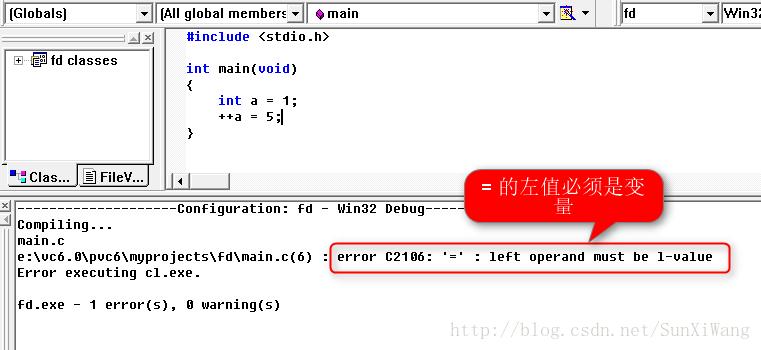 (Globals)
(All global members
main
fd
Win32
fd classes
Clas...
FileV...
#include <stdio.h>
int main(void)
{
int a = 1;
++a = 5;
}
= 的左值必须是变
量
--------------------Configuration: fd - Win32 Debug--------------------
Compiling...
main.c
e:\vc6.0\pvc6\myprojects\fd\main.c(6) : error C2106: '=' : left operand must be l-value
Error executing cl.exe.
fd.exe - 1 error(s), 0 warning(s)
http://blog.csdn.net/SunXiWang